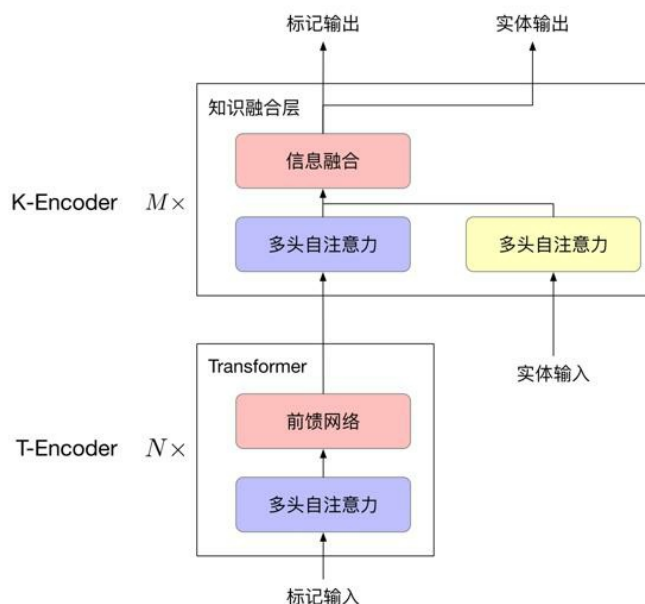 标记输出 实体输出
知识融合层
信息融合
K-Encoder M×
多头自注意力 多头自注意力
Transformer
实体输入
前馈网络
T-Encoder N×
多头自注意力
标记输入